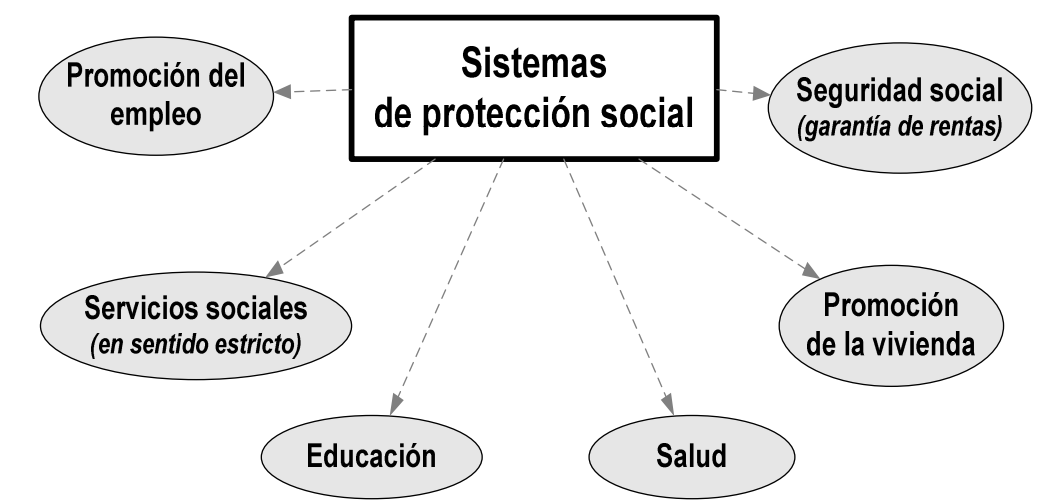 Sistemas
de protección social
Promoción del
empleo
Seguridad social
(garantía de rentas)
Servicios sociales
(en sentido estricto)
Promoción
de la vivienda
Educación
Salud